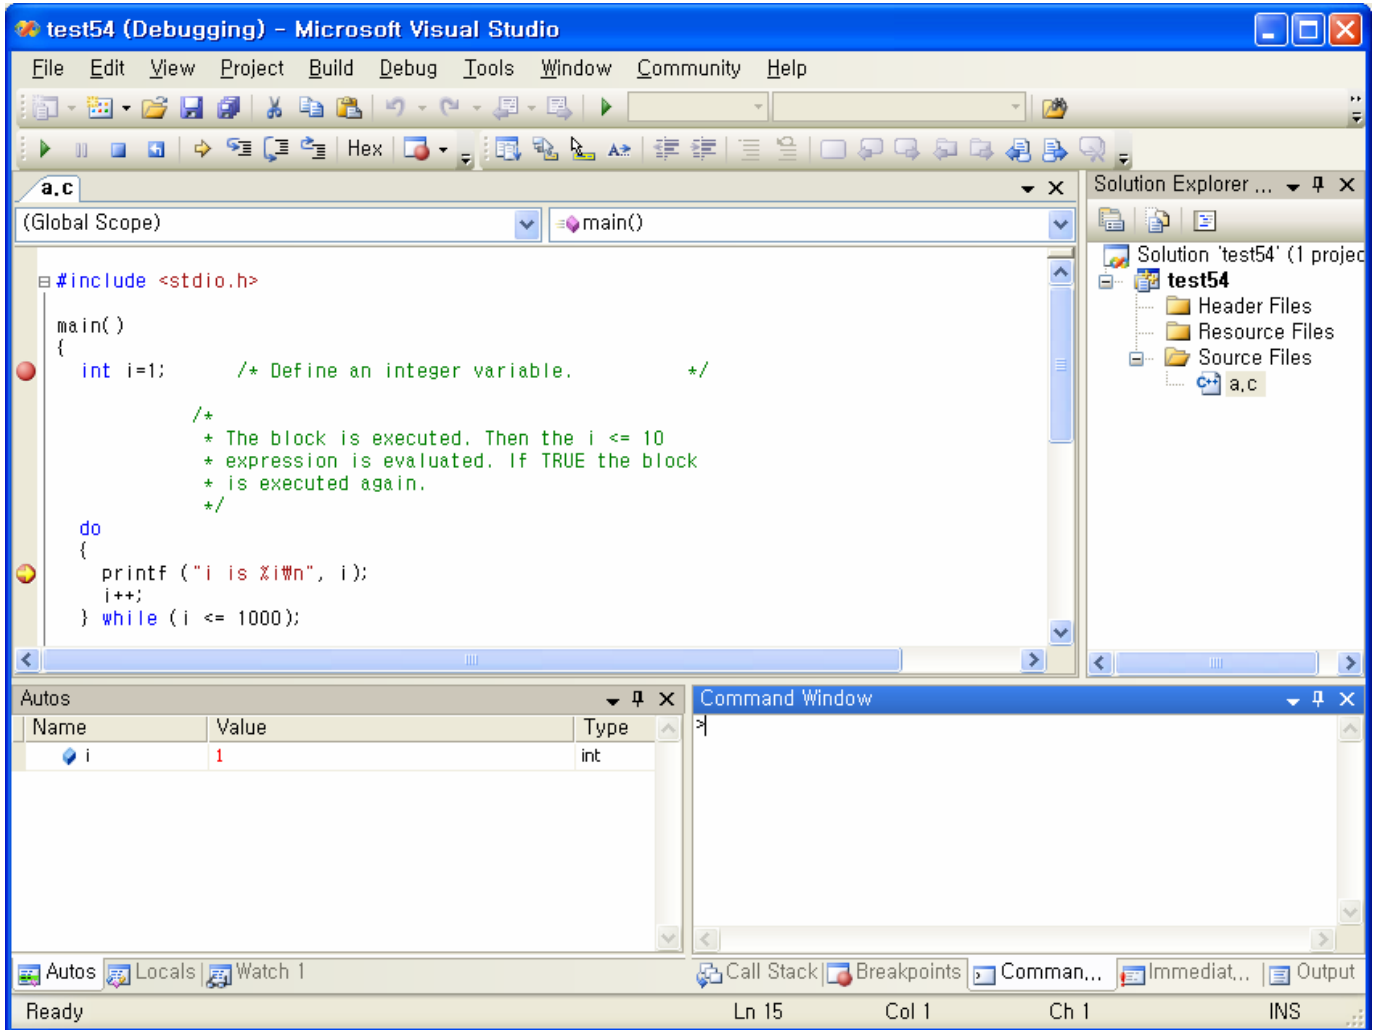 test54 (Debugging) - Microsoft Visual Studio
File Edit View Project Build Debug Tools Window Community Help
Hex
a.c
Solution Explorer ...
(Global Scope) main()
Solution 'test54' (1 projec
test54
Header Files
Resource Files
Source Files
a.c
#include <stdio.h>
main()
{
int i=1; /* Define an integer variable. */
/*
* The block is executed. Then the i <= 10
* expression is evaluated. If TRUE the block
* is executed again.
*/
do
{
printf ("i is %i₩n", i);
i++;
} while (i <= 1000);
Autos
Name Value Type
i 1 int
Command Window
>
Autos Locals Watch 1
Call Stack Breakpoints Comman... Immediat... Output
Ready Ln 15 Col 1 Ch 1 INS